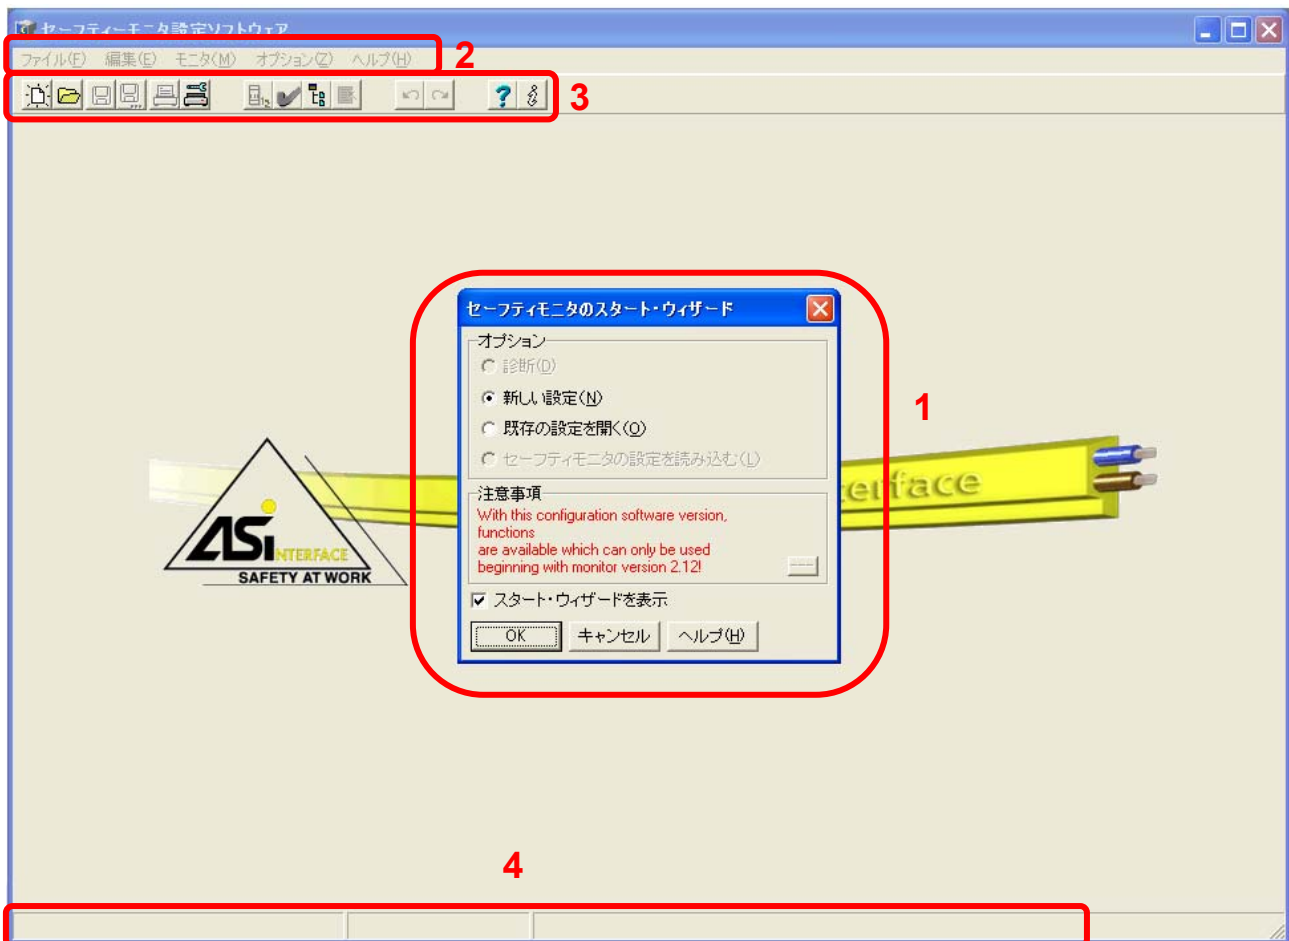 セーフティーモニタ設定ソフトウェア
ファイル(F) 編集(E) モニタ(M) オプション(Z) ヘルプ(H)
2
3
セーフティモニタのスタート・ウィザード
オプション
診断(D)
新しい設定(N)
既存の設定を開く(O)
セーフティモニタの設定を読み込む(L)
1
注意事項
With this configuration software version,
functions
are available which can only be used
beginning with monitor version 2.12!
スタート・ウィザードを表示
OK キャンセル ヘルプ(H)
ASi INTERFACE
SAFETY AT WORK
erface
4